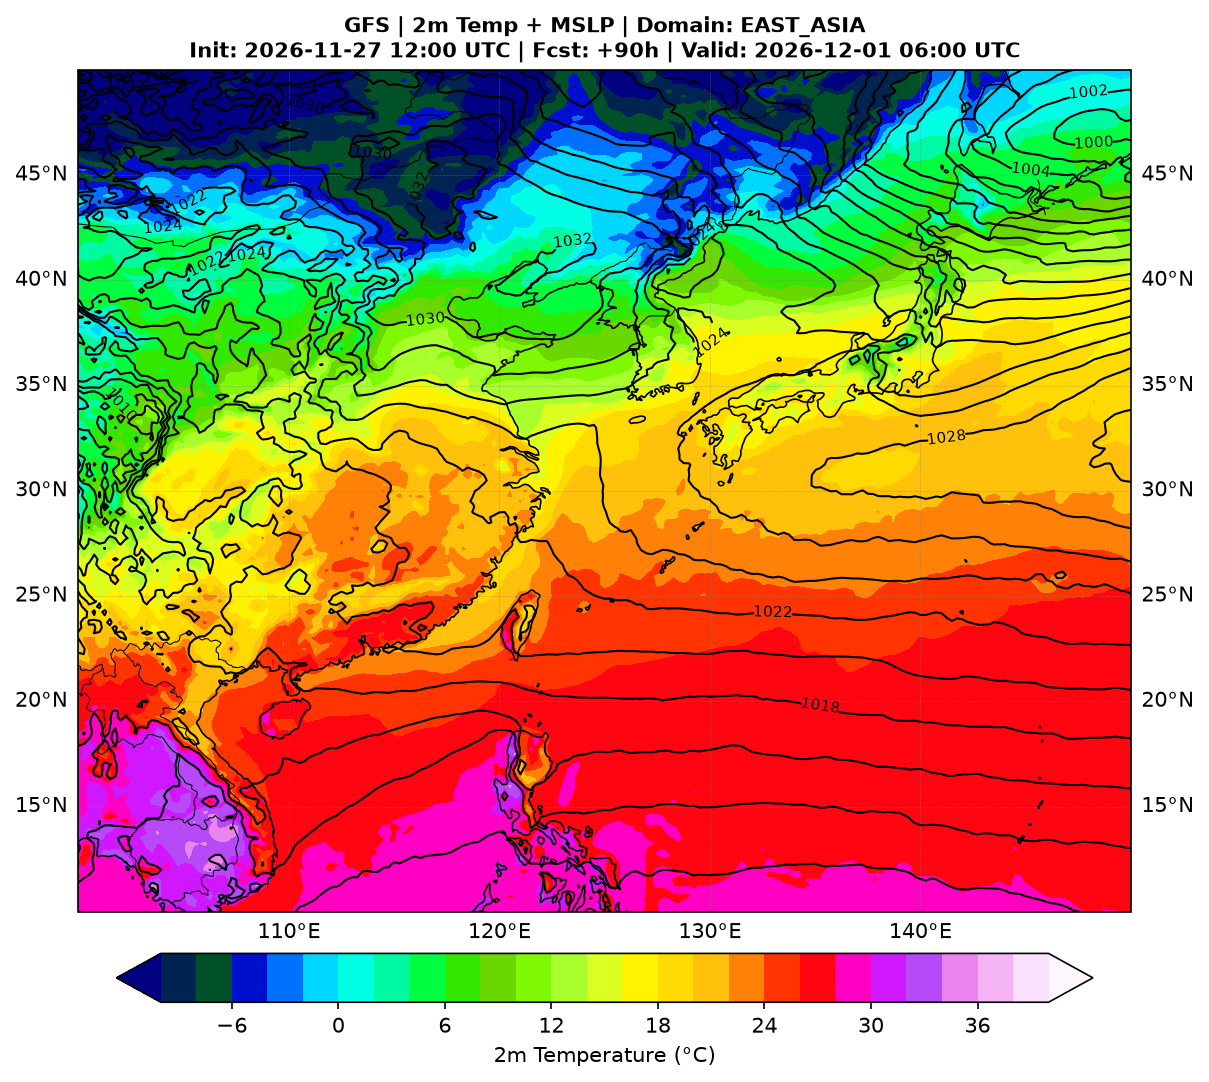 GFS | 2m Temp + MSLP | Domain: EAST_ASIA
Init: 2026-11-27 12:00 UTC | Fcst: +90h | Valid: 2026-12-01 06:00 UTC
1030
1002
1030
1000
45°N
1004
45°N
1032
1022
1024
1024
1032
1022
1024
40°N
40°N
1030
1024
35°N
35°N
1028
30°N
30°N
25°N
25°N
1022
20°N
20°N
1018
15°N
15°N
110°E
120°E
130°E
140°E
−6
0
6
12
18
24
30
36
2m Temperature (°C)